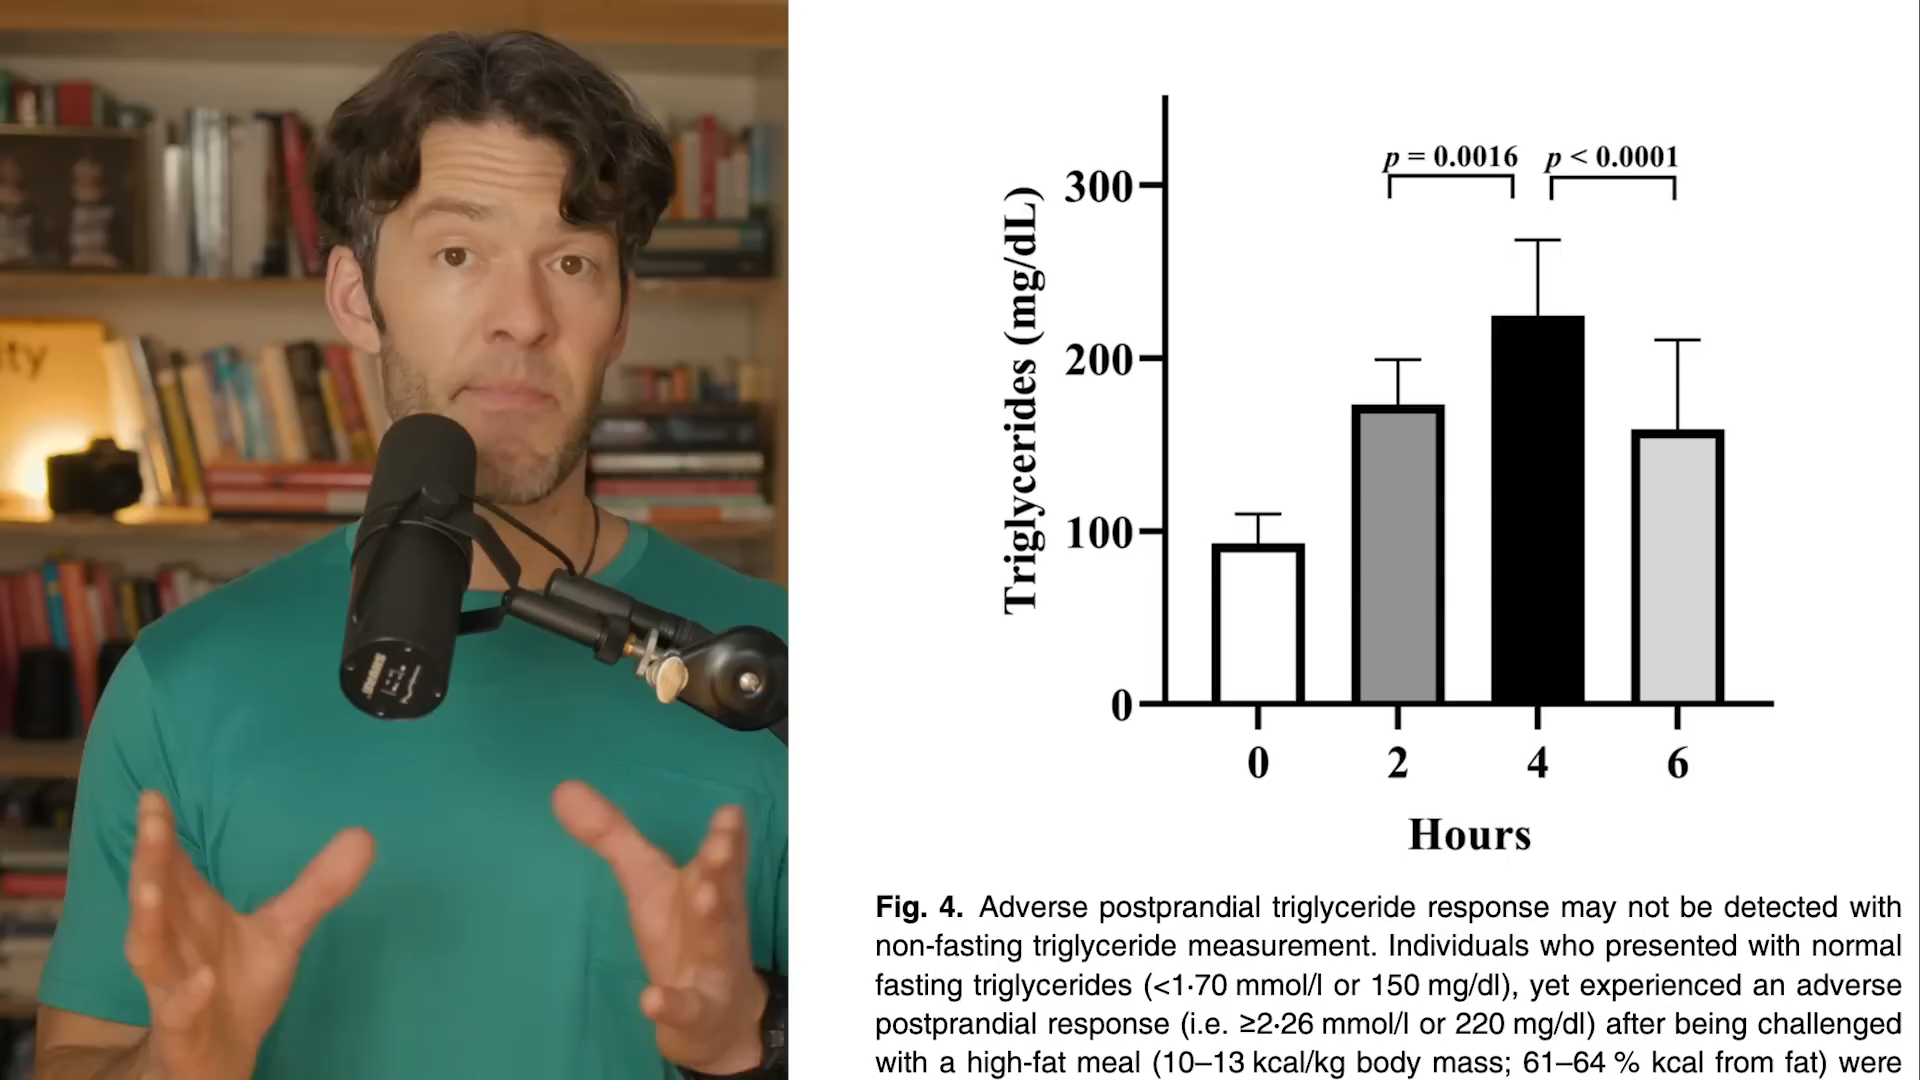 ity
SHURE
p = 0.0016 p < 0.0001
300
200
100
0
Triglycerides (mg/dL)
0 2 4 6
Hours
Fig. 4. Adverse postprandial triglyceride response may not be detected with
non-fasting triglyceride measurement. Individuals who presented with normal
fasting triglycerides (<1·70 mmol/l or 150 mg/dl), yet experienced an adverse
postprandial response (i.e. ≥2·26 mmol/l or 220 mg/dl) after being challenged
with a high-fat meal (10–13 kcal/kg body mass; 61–64 % kcal from fat) were